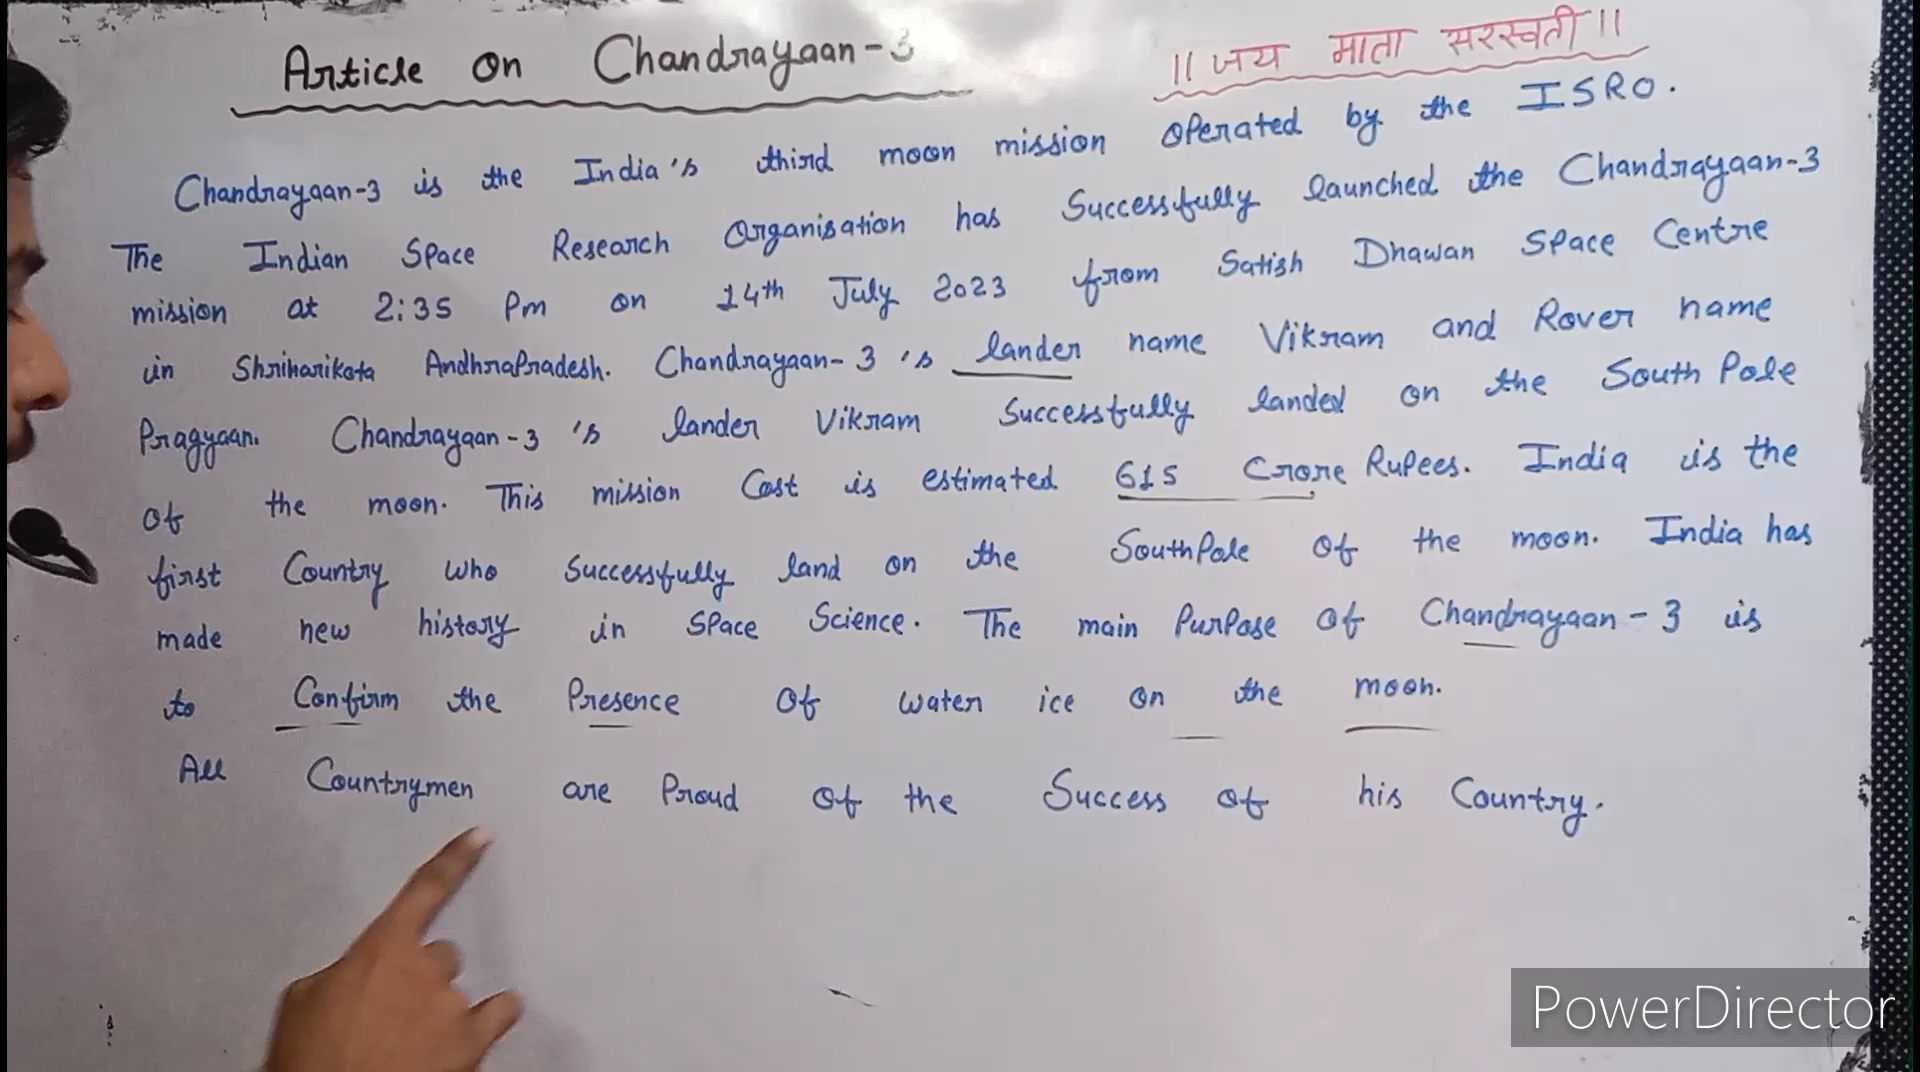 Article on Chandrayaan-3
॥ जय माता सरस्वती ॥
Chandrayaan-3 is the India's third moon mission operated by the ISRO.
The Indian Space Research Organisation has Successfully launched the Chandrayaan-3
mission at 2:35 Pm on 14th July 2023 from Satish Dhawan Space Centre
in Shriharikota AndhraPradesh. Chandrayaan-3's lander name Vikram and Rover name
Pragyaan. Chandrayaan-3's lander Vikram Successfully landed on the South Pole
of the moon. This mission Cost is estimated 615 Crore Rupees. India is the
first Country who Successfully land on the SouthPole of the moon. India has
made new history in Space Science. The main Purpose of Chandrayaan-3 is
to Confirm the Presence of water ice on the moon.
All Countrymen are Proud of the Success of his Country.
PowerDirector